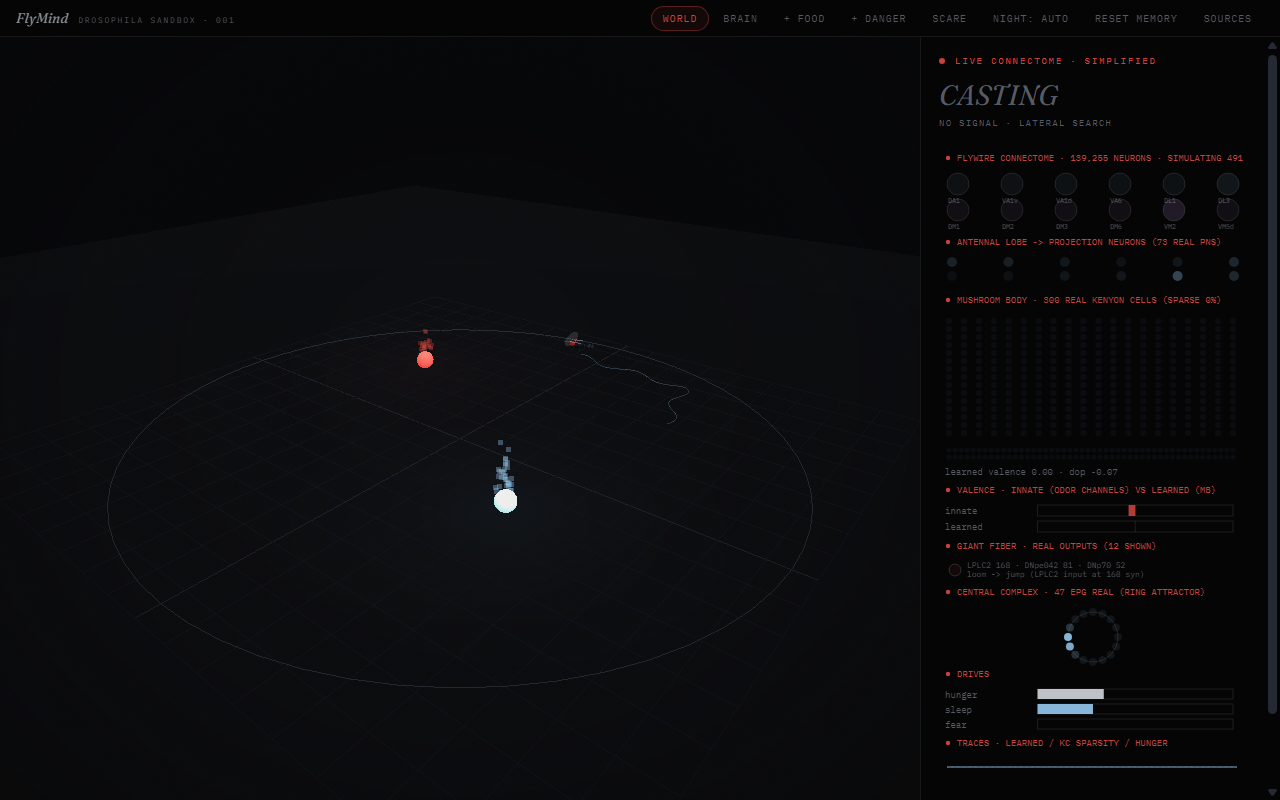 FlyMind DROSOPHILA SANDBOX · 001
WORLD BRAIN + FOOD + DANGER SCARE NIGHT: AUTO RESET MEMORY SOURCES
LIVE CONNECTOME · SIMPLIFIED
CASTING
NO SIGNAL · LATERAL SEARCH
FLYWIRE CONNECTOME · 139,255 NEURONS · SIMULATING 491
DA1 VA1v VA1d VA6 DL1 DL3
DM1 DM2 DM3 DM6 VM2 VM5d
ANTENNAL LOBE -> PROJECTION NEURONS (73 REAL PNS)
MUSHROOM BODY · 300 REAL KENYON CELLS (SPARSE 0%)
learned valence 0.00 · dop -0.07
VALENCE · INNATE (ODOR CHANNELS) VS LEARNED (MB)
innate
learned
GIANT FIBER · REAL OUTPUTS (12 SHOWN)
LPLC2 168 · DNpe042 81 · DNp70 52
loom -> jump (LPLC2 input at 168 syn)
CENTRAL COMPLEX · 47 EPG REAL (RING ATTRACTOR)
DRIVES
hunger
sleep
fear
TRACES · LEARNED / KC SPARSITY / HUNGER